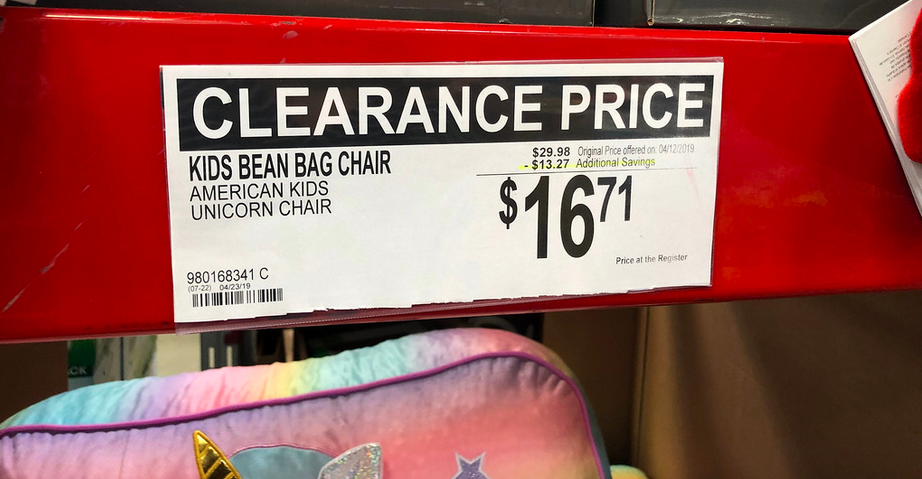 CLEARANCE PRICE
KIDS BEAN BAG CHAIR
AMERICAN KIDS
UNICORN CHAIR
$29.98 Original Price offered on: 04/12/2019
- $13.27 Additional Savings
$16 71
Price at the Register
980168341 C
(07-22) 04/23/19
CK